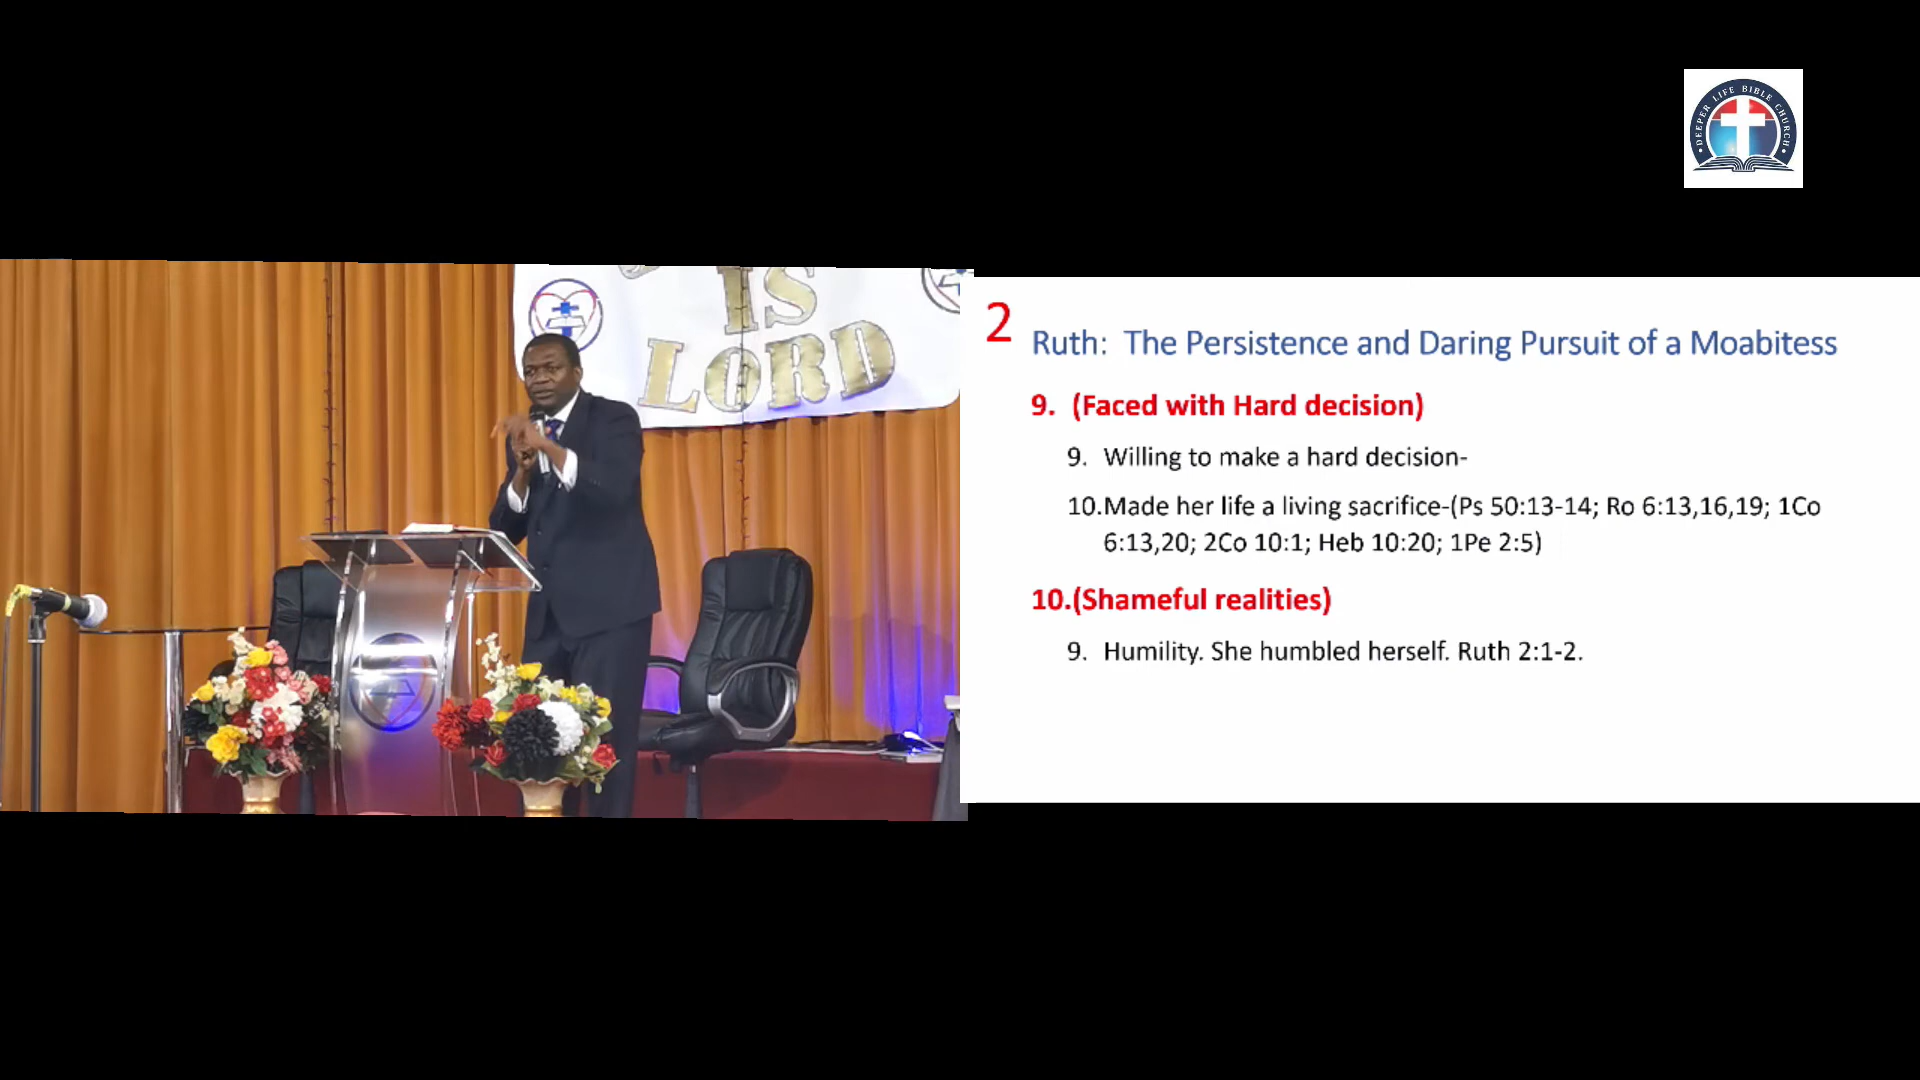 DEEPER LIFE BIBLE CHURCH
IS
LORD
2
Ruth: The Persistence and Daring Pursuit of a Moabitess
9. (Faced with Hard decision)
9. Willing to make a hard decision-
10.Made her life a living sacrifice-(Ps 50:13-14; Ro 6:13,16,19; 1Co
6:13,20; 2Co 10:1; Heb 10:20; 1Pe 2:5)
10.(Shameful realities)
9. Humility. She humbled herself. Ruth 2:1-2.